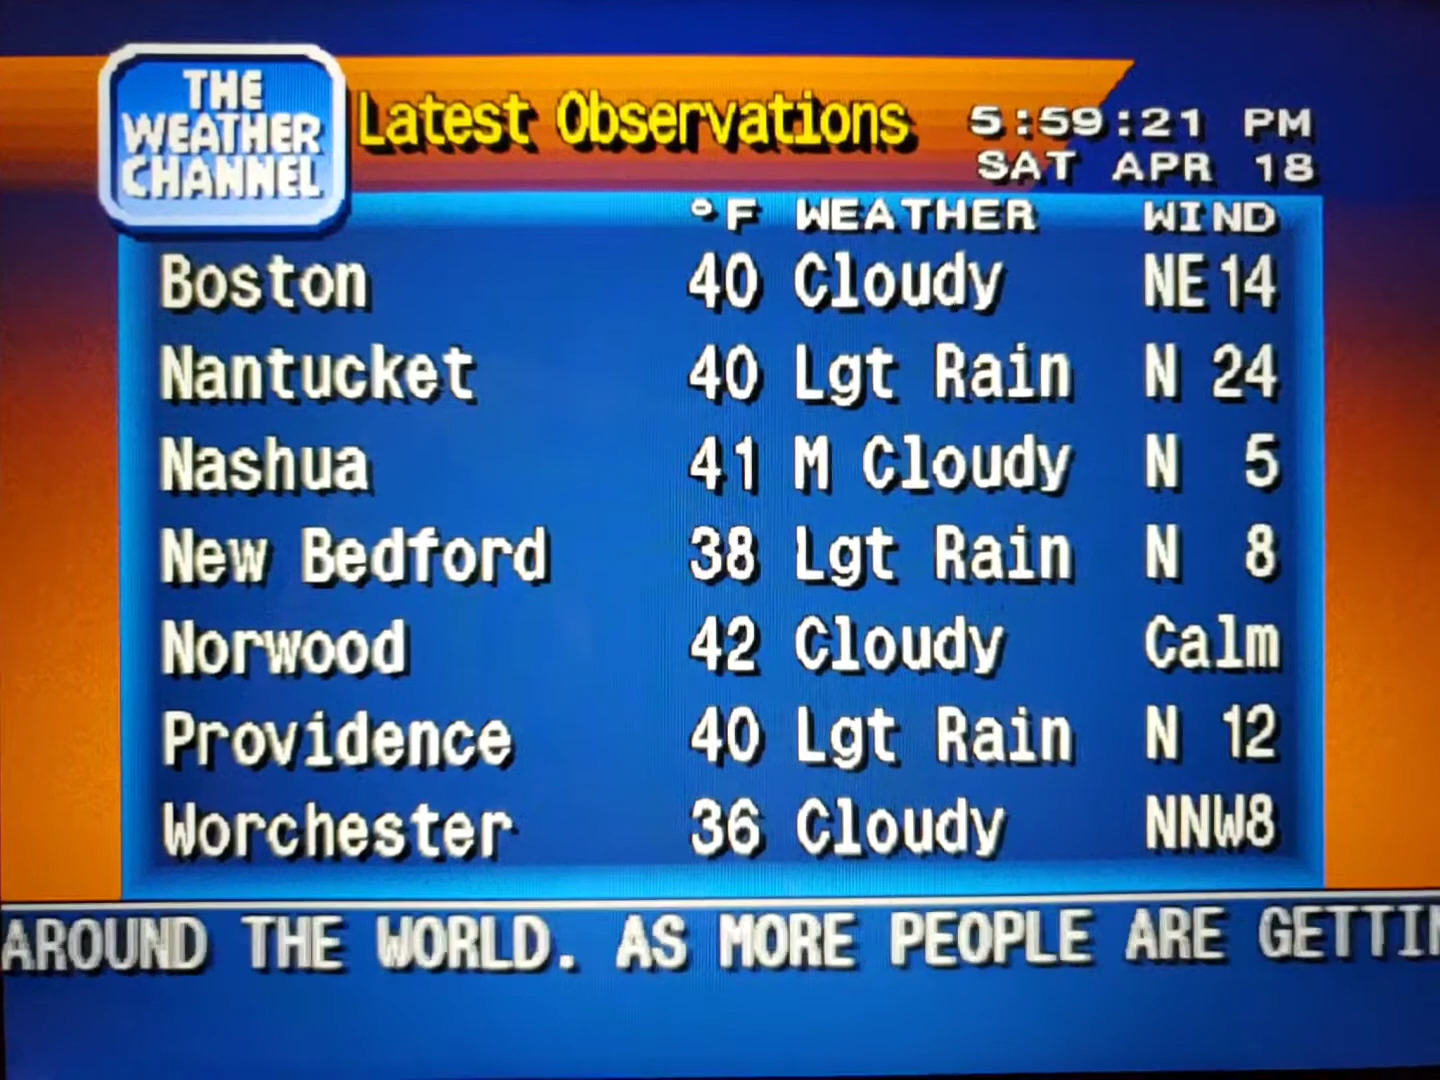 THE
WEATHER
CHANNEL
Latest Observations
5:59:21 PM
SAT APR 18
°F WEATHER WIND
Boston 40 Cloudy NE 14
Nantucket 40 Lgt Rain N 24
Nashua 41 M Cloudy N 5
New Bedford 38 Lgt Rain N 8
Norwood 42 Cloudy Calm
Providence 40 Lgt Rain N 12
Worchester 36 Cloudy NNW8
AROUND THE WORLD. AS MORE PEOPLE ARE GETTIN